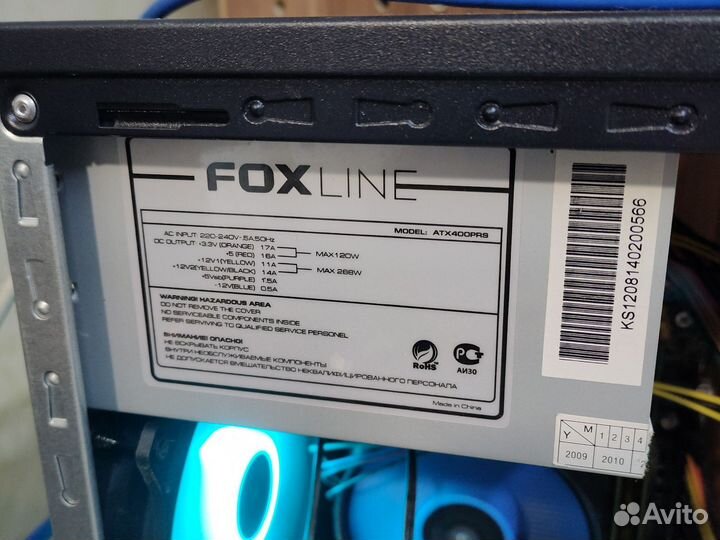 FOXLINE
MODEL: ATX400PRS
AC INPUT: 220-240V~,5A,50Hz
DC OUTPUT: +3.3V (ORANGE) 17A
+5 (RED) 16A
MAX 120W
+12V1(YELLOW) 11A
+12V2(YELLOW/BLACK) 14A
MAX 288W
+5Vsb(PURPLE) 1.5A
-12V(BLUE) 0.5A
WARNING! HAZARDOUS AREA
DO NOT REMOVE THE COVER
NO SERVICEABLE COMPONENTS INSIDE
REFER SERVIVING TO QUALIFIED SERVICE PERSONEL
ВНИМАНИЕ! ОПАСНО!
НЕ ВСКРЫВАТЬ КОРПУС
ВНУТРИ НЕОБСЛУЖИВАЕМЫЕ КОМПОНЕНТЫ
НЕ ДОПУСКАЕТСЯ ВМЕШАТЕЛЬСТВО НЕКВАЛИФИЦИРОВАННОГО ПЕРСОНАЛА
RoHS
РСТ
АИ30
Made in China
KS1208140200566
Y M 1 2 3 4
2009 2010
Avito